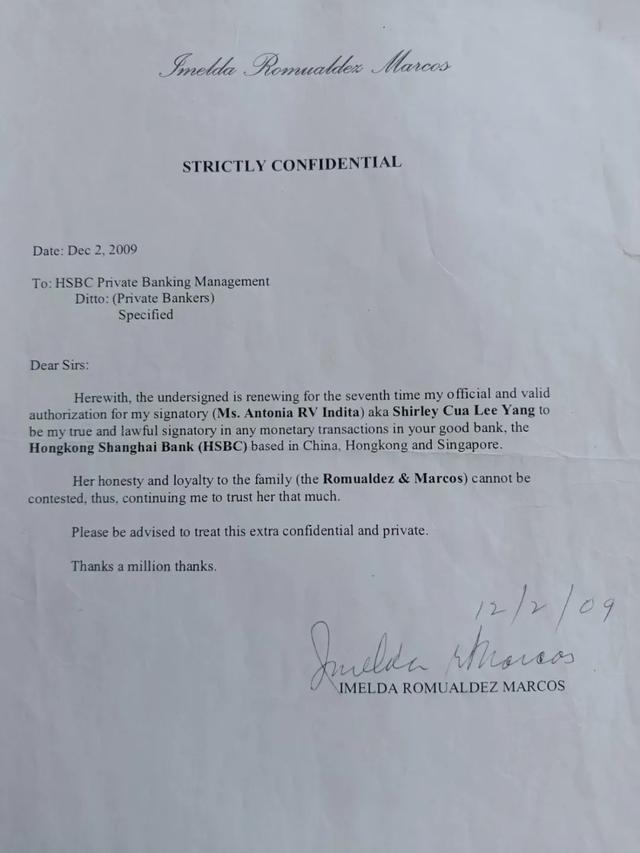 Imelda Romualdez Marcos
STRICTLY CONFIDENTIAL
Date: Dec 2, 2009
To: HSBC Private Banking Management
Ditto: (Private Bankers)
Specified
Dear Sirs:
Herewith, the undersigned is renewing for the seventh time my official and valid
authorization for my signatory (Ms. Antonia RV Indita) aka Shirley Cua Lee Yang to
be my true and lawful signatory in any monetary transactions in your good bank, the
Hongkong Shanghai Bank (HSBC) based in China, Hongkong and Singapore.
Her honesty and loyalty to the family (the Romualdez & Marcos) cannot be
contested, thus, continuing me to trust her that much.
Please be advised to treat this extra confidential and private.
Thanks a million thanks.
12/2/09
Imelda R Marcos
IMELDA ROMUALDEZ MARCOS